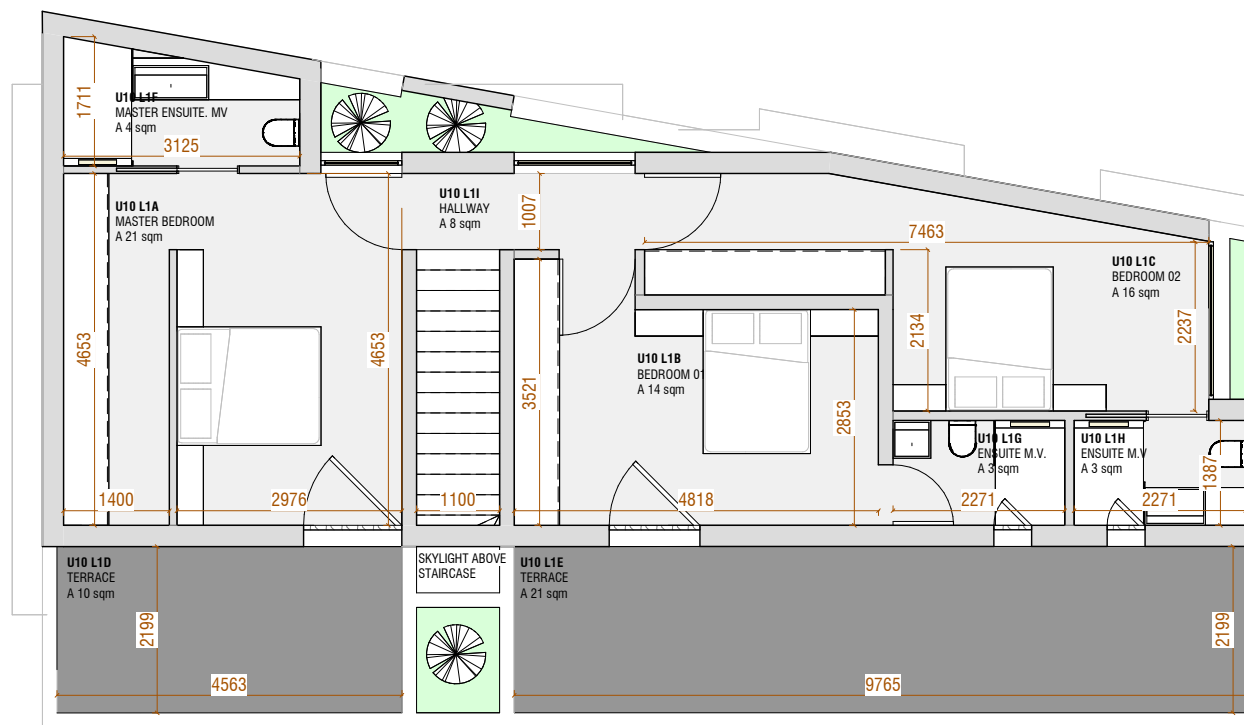 U10 L1F
MASTER ENSUITE. MV
A 4 sqm
1711
3125
U10 L1A
MASTER BEDROOM
A 21 sqm
U10 L1I
HALLWAY
A 8 sqm
1007
7463
U10 L1C
BEDROOM 02
A 16 sqm
4653
4653
3521
U10 L1B
BEDROOM 01
A 14 sqm
2853
2134
2237
U10 L1G
ENSUITE M.V.
A 3 sqm
U10 L1H
ENSUITE M.V
A 3 sqm
1387
1400
2976
1100
4818
2271
2271
U10 L1D
TERRACE
A 10 sqm
SKYLIGHT ABOVE
STAIRCASE
U10 L1E
TERRACE
A 21 sqm
2199
2199
4563
9765